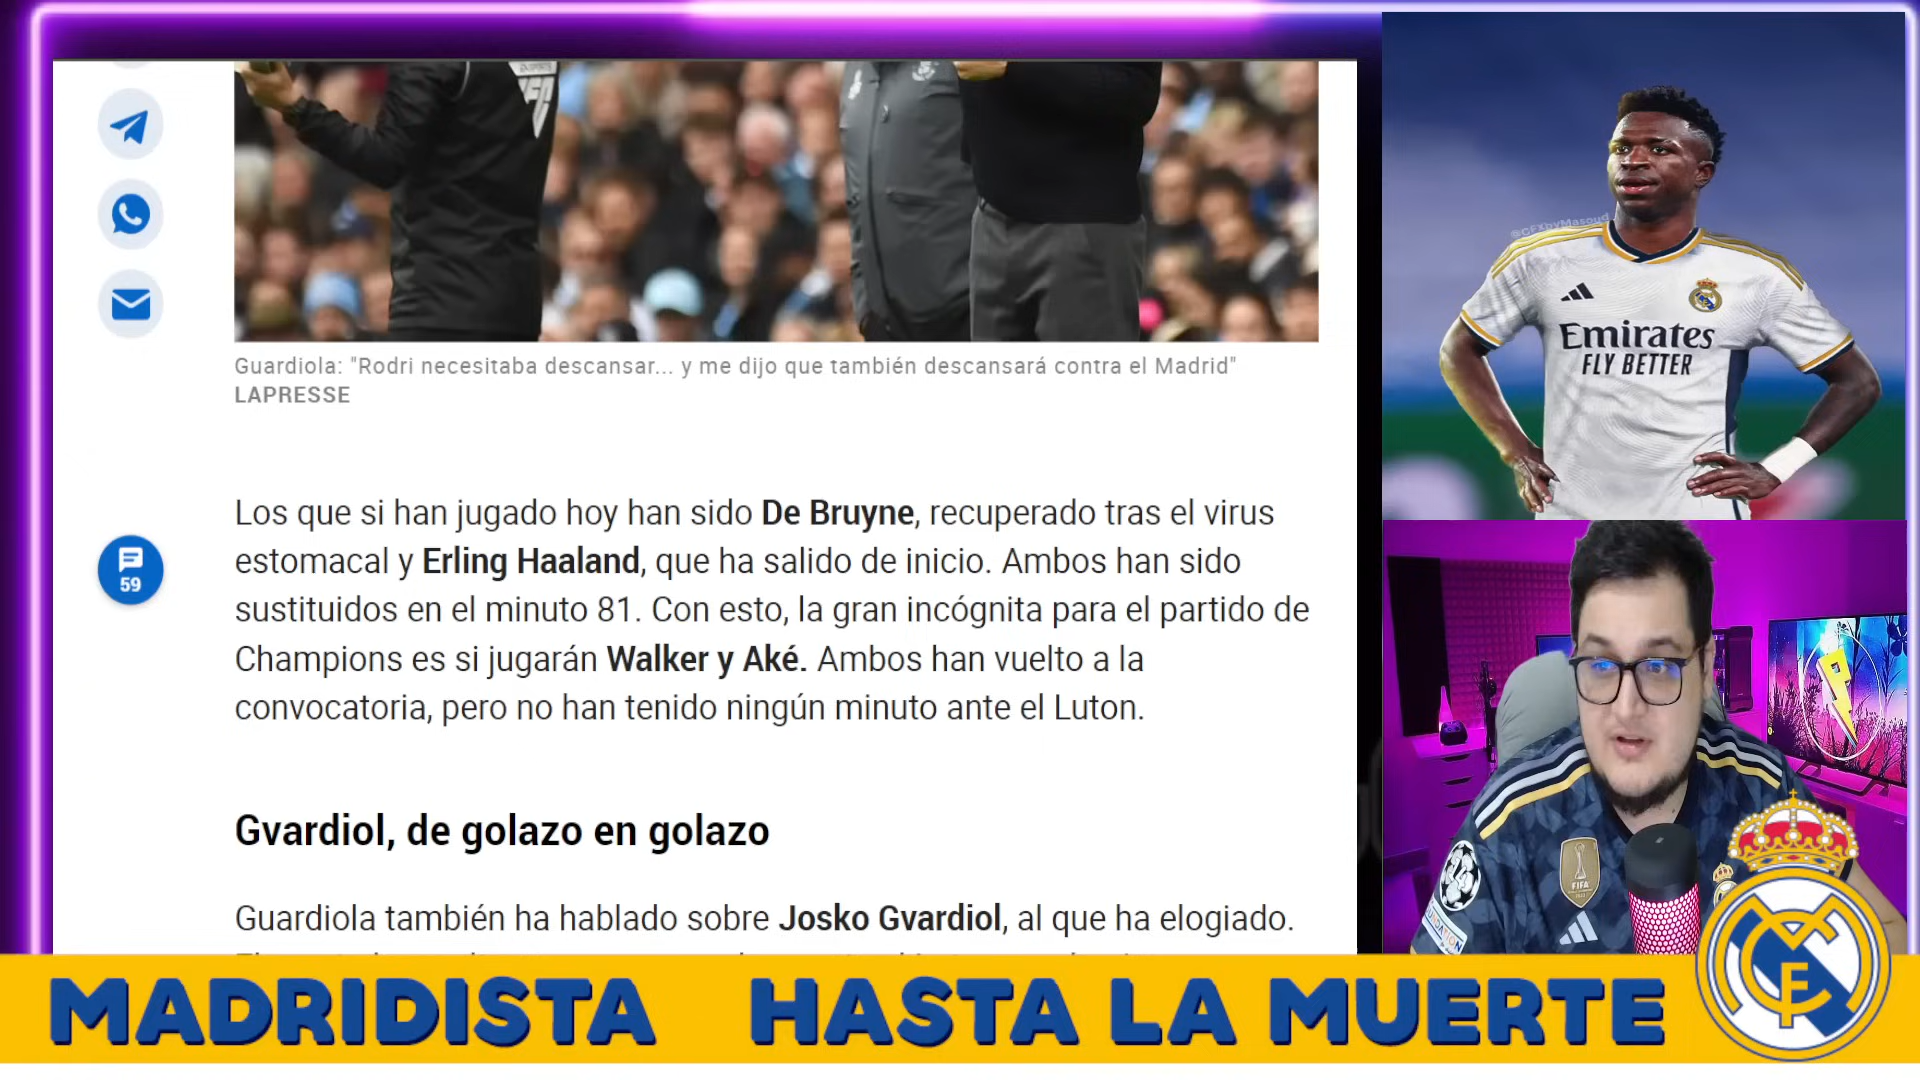 Guardiola: "Rodri necesitaba descansar... y me dijo que también descansará contra el Madrid"
LAPRESSE
Los que si han jugado hoy han sido De Bruyne, recuperado tras el virus
estomacal y Erling Haaland, que ha salido de inicio. Ambos han sido
sustituidos en el minuto 81. Con esto, la gran incógnita para el partido de
Champions es si jugarán Walker y Aké. Ambos han vuelto a la
convocatoria, pero no han tenido ningún minuto ante el Luton.
59
Gvardiol, de golazo en golazo
Guardiola también ha hablado sobre Josko Gvardiol, al que ha elogiado.
@CFXbyMasoud
Emirates
FLY BETTER
FIFA
MADRIDISTA HASTA LA MUERTE